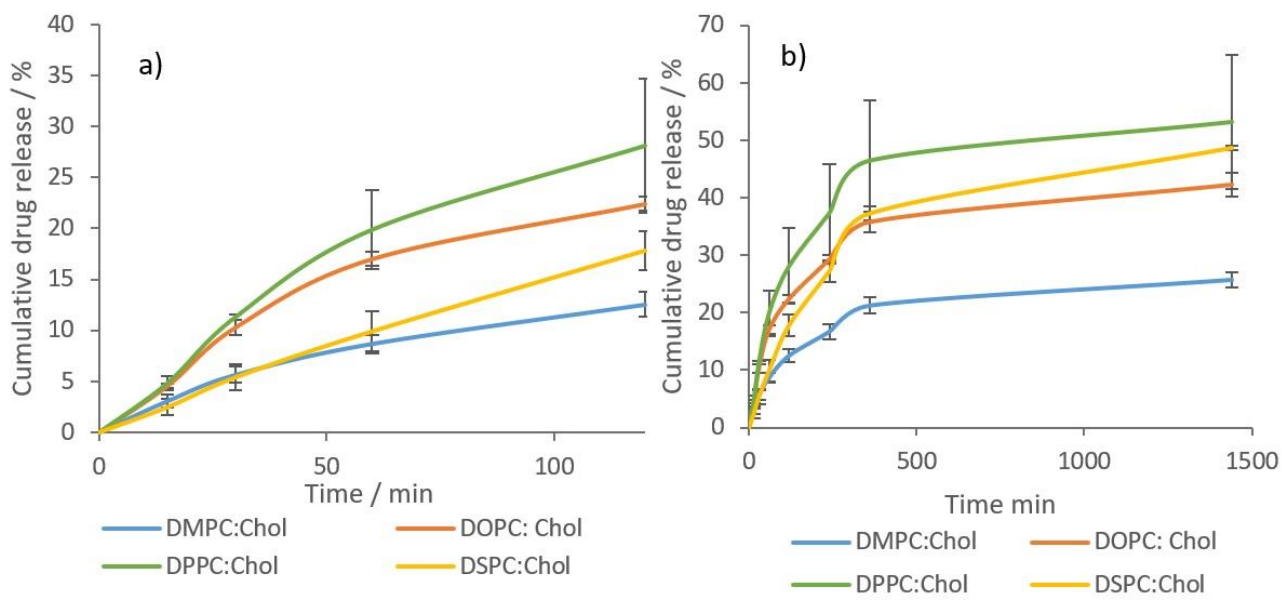 a)
Cumulative drug release / %
40
35
30
25
20
15
10
5
0
0 50 100
Time / min
DMPC:Chol DOPC: Chol
DPPC:Chol DSPC:Chol
b)
Cumulative drug release / %
70
60
50
40
30
20
10
0
0 500 1000 1500
Time min
DMPC:Chol DOPC: Chol
DPPC:Chol DSPC:Chol